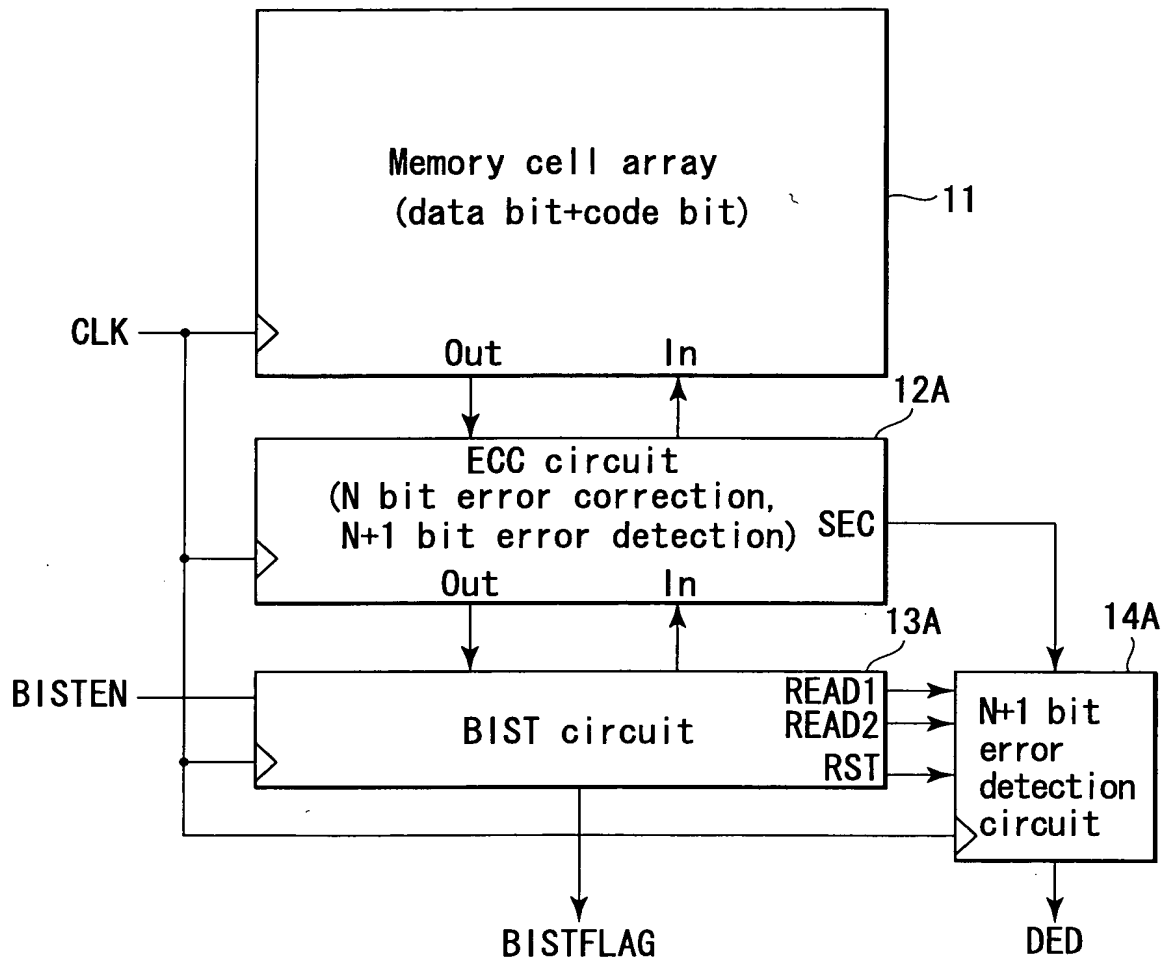 Memory cell array
(data bit+code bit)
11
CLK
Out
In
12A
ECC circuit
(N bit error correction,
N+1 bit error detection)
SEC
Out
In
13A
14A
BISTEN
BIST circuit
READ1
READ2
RST
N+1 bit
error
detection
circuit
BISTFLAG
DED